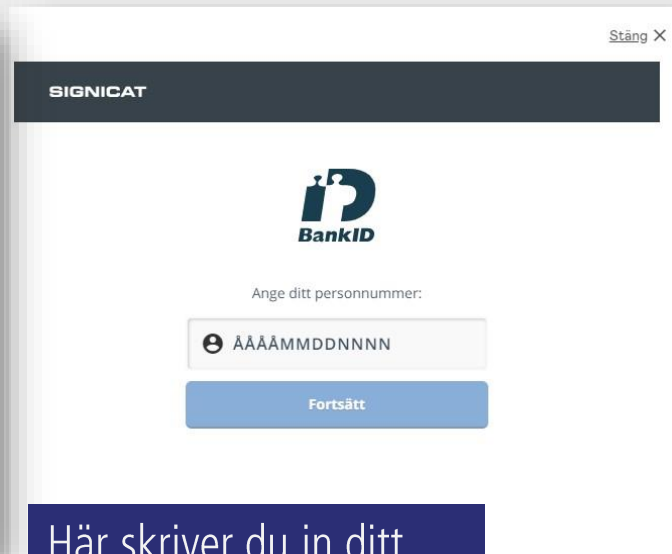 Stäng X
SIGNICAT
BankID
Ange ditt personnummer:
ÅÅÅÅMMDDNNNN
Fortsätt
Här skriver du in ditt